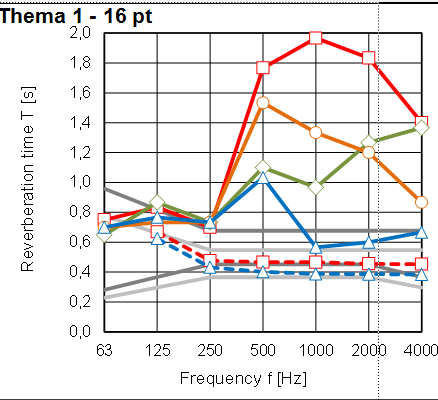 Thema 1 - 16 pt
2,0
1,8
1,6
1,4
1,2
1,0
0,8
0,6
0,4
0,2
0,0
Reverberation time T [s]
63 125 250 500 1000 2000 4000
Frequency f [Hz]